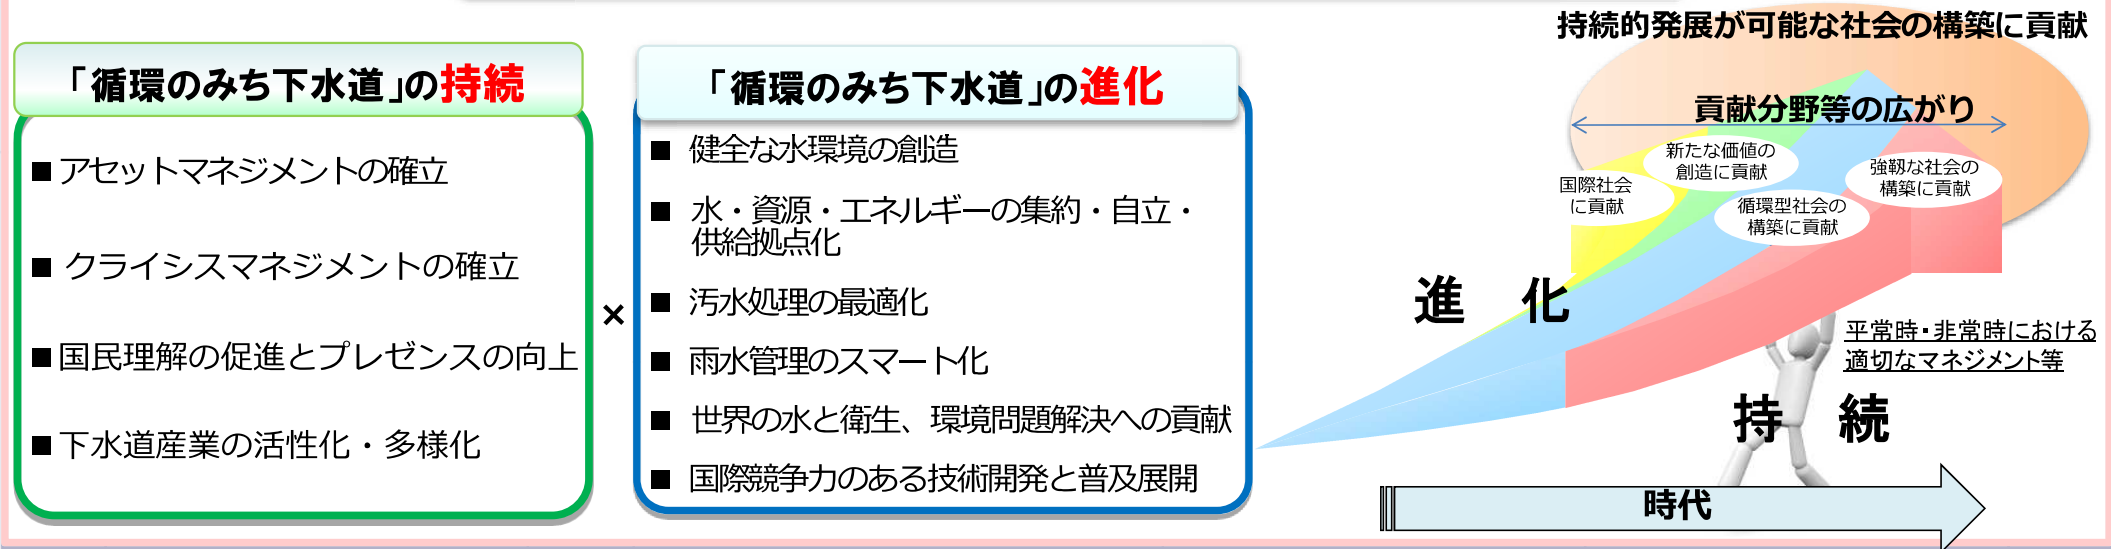 「循環のみち下水道」の持続
■アセットマネジメントの確立
■クライシスマネジメントの確立
■国民理解の促進とプレゼンスの向上
■下水道産業の活性化・多様化
×
「循環のみち下水道」の進化
■ 健全な水環境の創造
■ 水・資源・エネルギーの集約・自立・
供給拠点化
■ 汚水処理の最適化
■ 雨水管理のスマート化
■ 世界の水と衛生、環境問題解決への貢献
■ 国際競争力のある技術開発と普及展開
持続的発展が可能な社会の構築に貢献
貢献分野等の広がり
新たな価値の
創造に貢献
強靱な社会の
構築に貢献
国際社会
に貢献
循環型社会の
構築に貢献
進 化
平常時・非常時における
適切なマネジメント等
持 続
時代